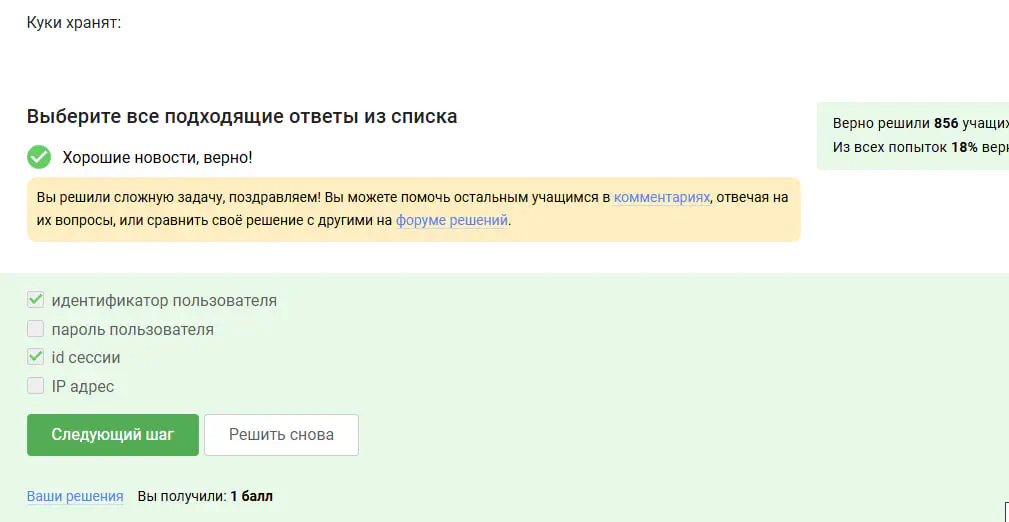 Куки хранят:
Выберите все подходящие ответы из списка
Верно решили 856 учащих
Из всех попыток 18% верн
Хорошие новости, верно!
Вы решили сложную задачу, поздравляем! Вы можете помочь остальным учащимся в комментариях, отвечая на
их вопросы, или сравнить своё решение с другими на форуме решений.
идентификатор пользователя
пароль пользователя
id сессии
IP адрес
Следующий шаг
Решить снова
Ваши решения Вы получили: 1 балл